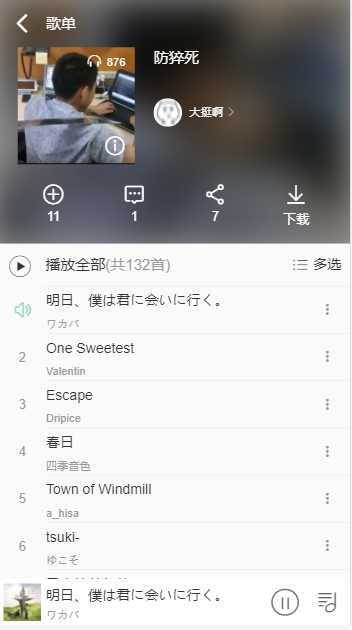 歌单
876
防猝死
大挺啊
11
1
7
下载
播放全部(共132首)
多选
明日、僕は君に会いに行く。
ワカバ
2
One Sweetest
Valentin
3
Escape
Dripice
4
春日
四季音色
5
Town of Windmill
a_hisa
6
tsuki-
ゆこそ
明日、僕は君に会いに行く。
ワカバ